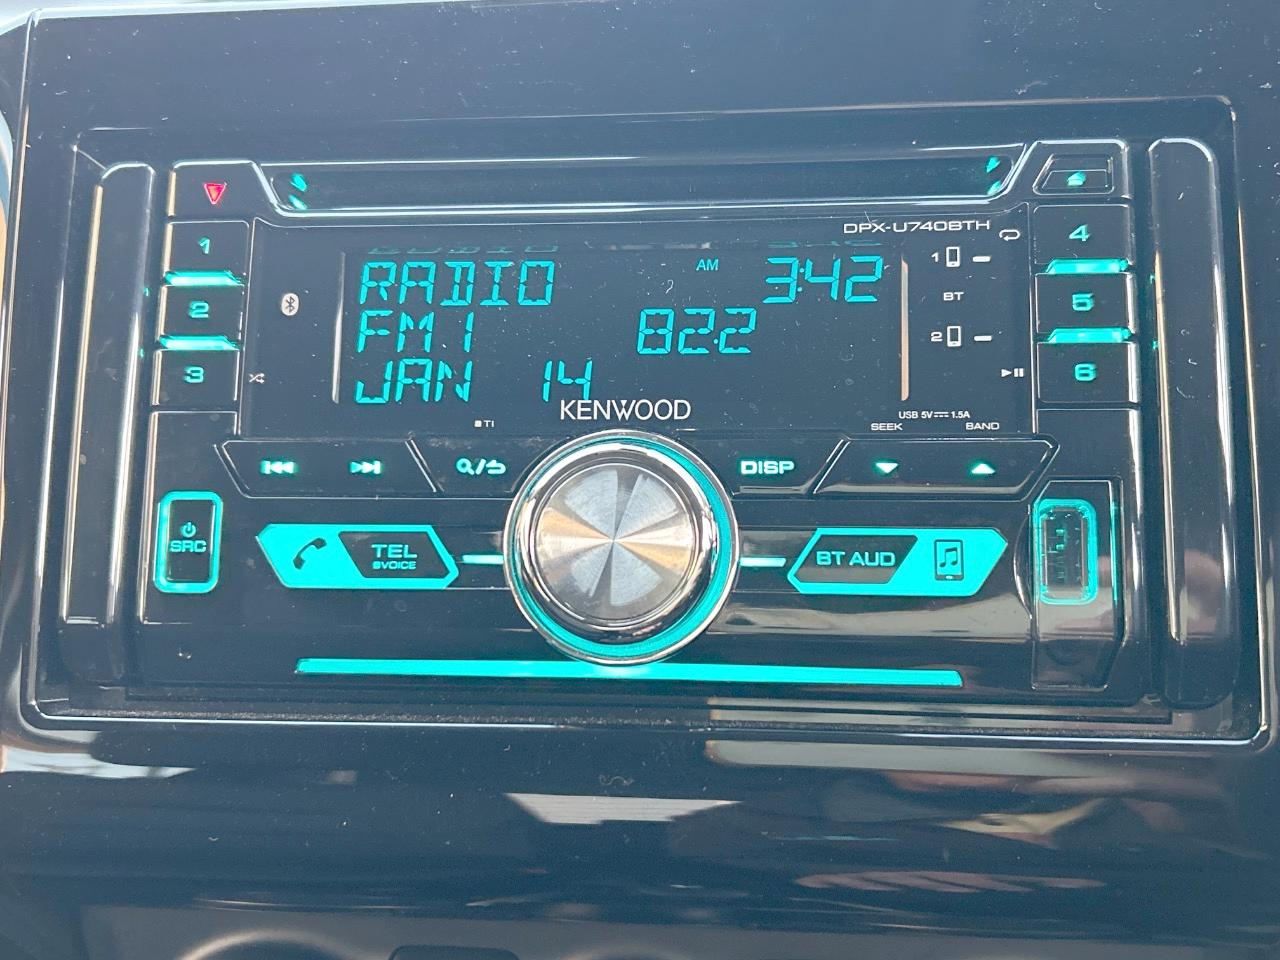 DPX-U740BTH
1
2
3
RADIO AM 3:42
FM1 82.2
JAN 14
KENWOOD
1
BT
2
USB 5V 1.5A
4
5
6
TI
DISP
SEEK BAND
SRC
TEL
VOICE
BT AUD